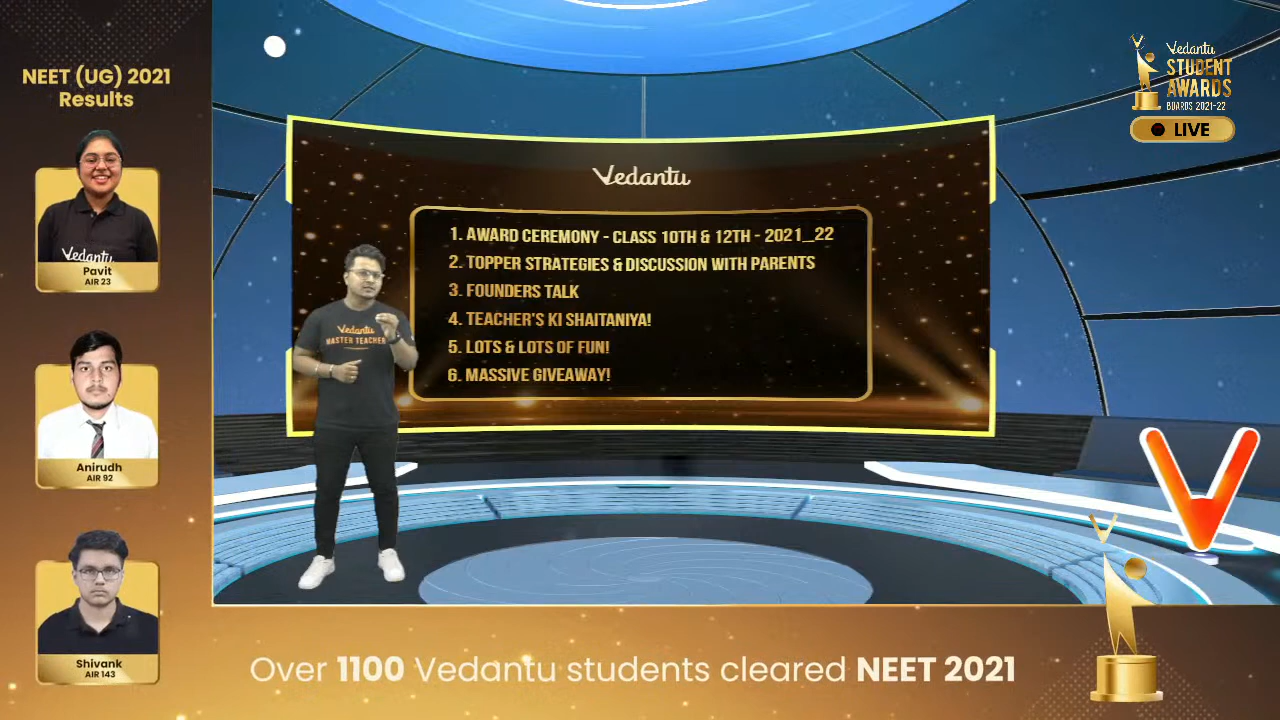 NEET (UG) 2021
Results
Vedantu
Pavit
AIR 23
Anirudh
AIR 92
Shivank
AIR 143
Vedantu
1. AWARD CEREMONY - CLASS 10TH & 12TH - 2021_22
2. TOPPER STRATEGIES & DISCUSSION WITH PARENTS
3. FOUNDERS TALK
4. TEACHER'S KI SHAITANIYA!
5. LOTS & LOTS OF FUN!
6. MASSIVE GIVEAWAY!
Vedantu
MASTER TEACHER
Vedantu
STUDENT
AWARDS
BOARDS 2021-22
LIVE
Over 1100 Vedantu students cleared NEET 2021